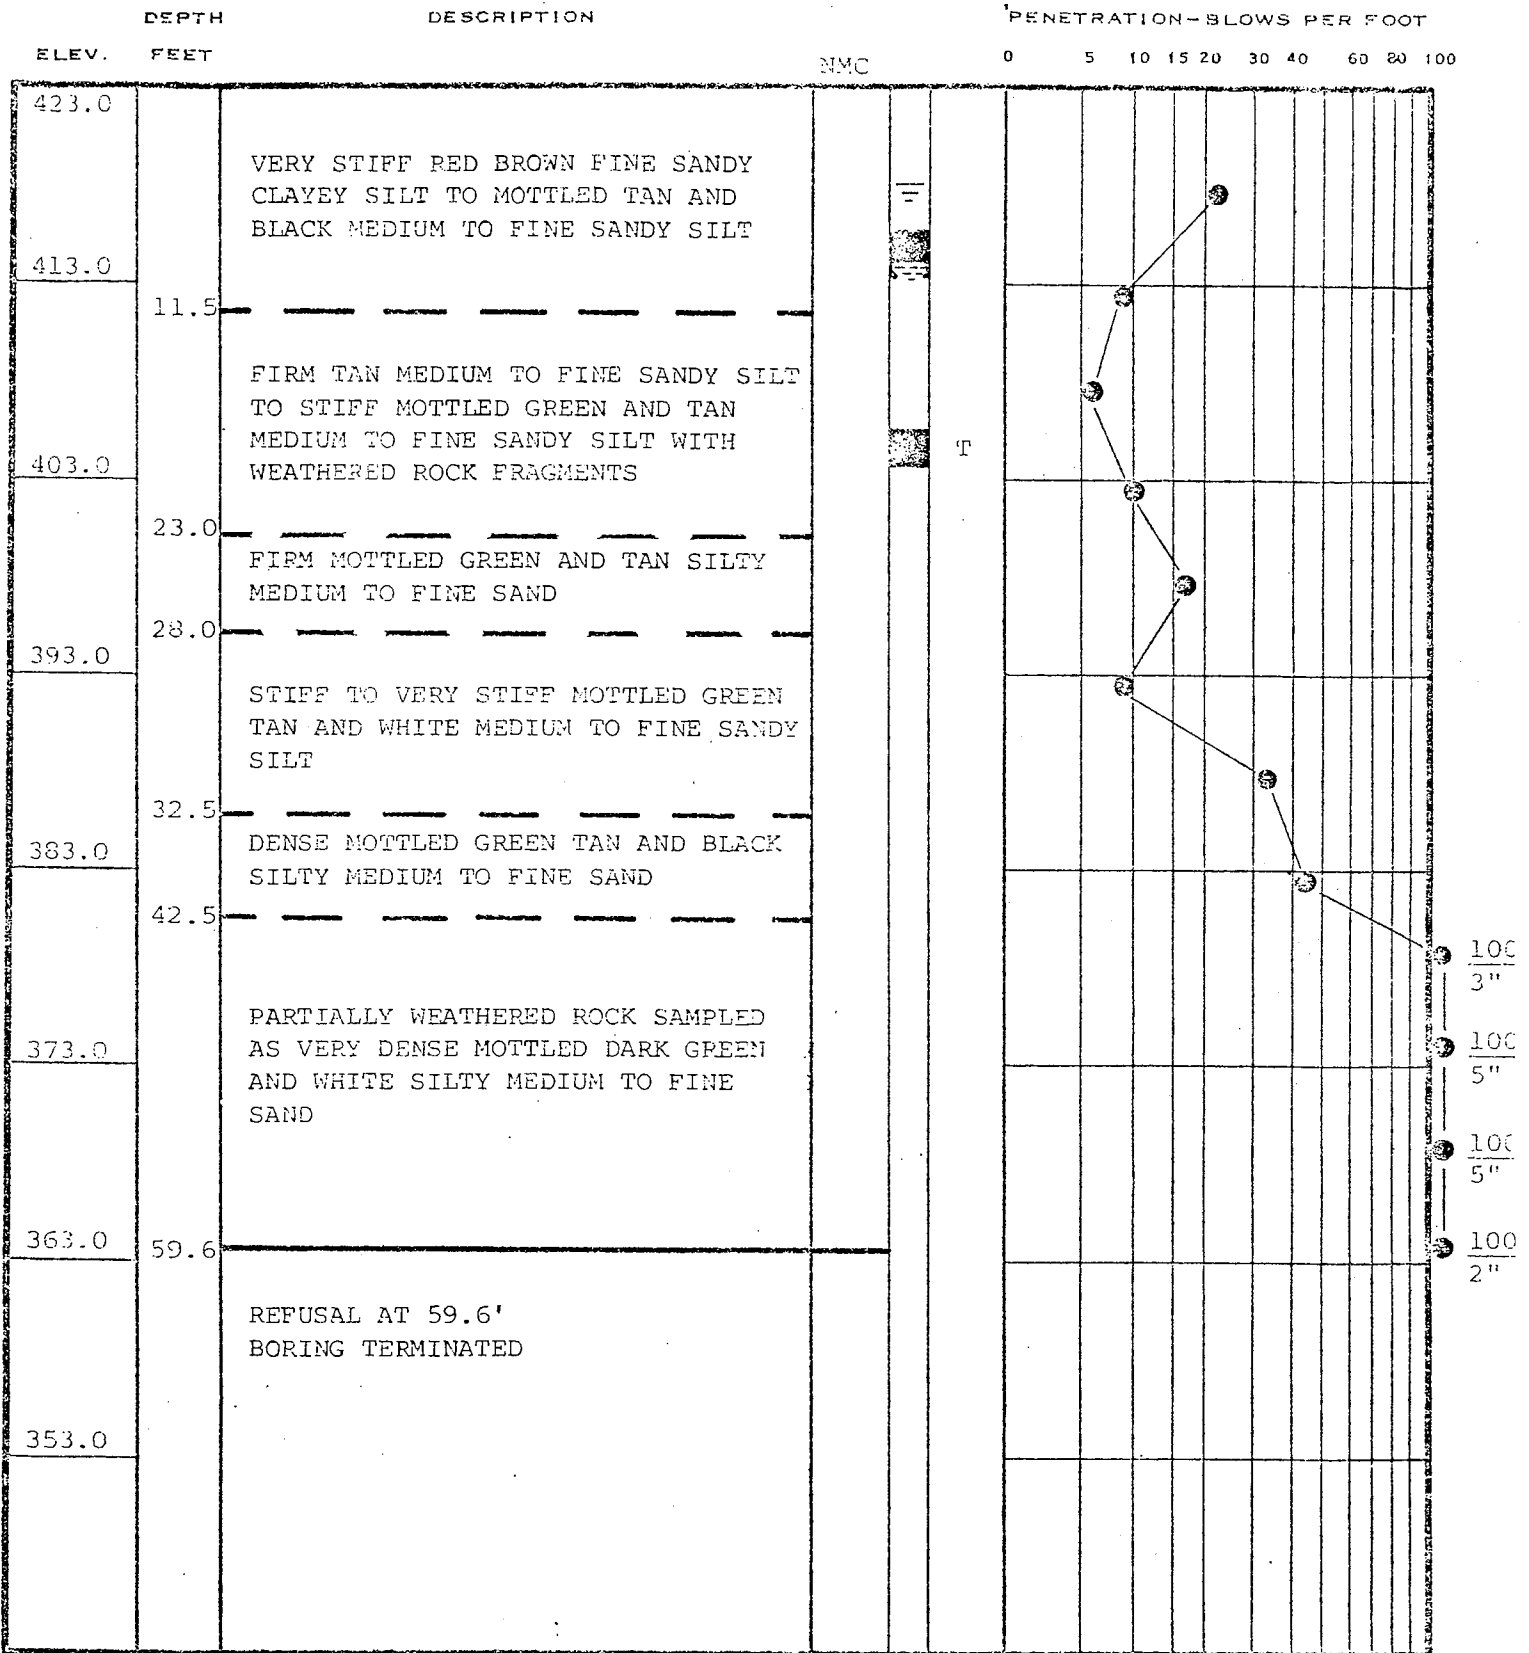 DEPTH DESCRIPTION PENETRATION-BLOWS PER FOOT
ELEV. FEET NMC 0 5 10 15 20 30 40 60 80 100
423.0
VERY STIFF RED BROWN FINE SANDY
CLAYEY SILT TO MOTTLED TAN AND
BLACK MEDIUM TO FINE SANDY SILT
413.0
11.5
FIRM TAN MEDIUM TO FINE SANDY SILT
TO STIFF MOTTLED GREEN AND TAN
MEDIUM TO FINE SANDY SILT WITH T
403.0 WEATHERED ROCK FRAGMENTS
23.0
FIRM MOTTLED GREEN AND TAN SILTY
MEDIUM TO FINE SAND
28.0
393.0
STIFF TO VERY STIFF MOTTLED GREEN
TAN AND WHITE MEDIUM TO FINE SANDY
SILT
32.5
DENSE MOTTLED GREEN TAN AND BLACK
383.0
SILTY MEDIUM TO FINE SAND
42.5
100
3"
PARTIALLY WEATHERED ROCK SAMPLED
373.0 AS VERY DENSE MOTTLED DARK GREEN 100
5"
AND WHITE SILTY MEDIUM TO FINE
SAND
100
5"
363.0 59.6 100
2"
REFUSAL AT 59.6'
BORING TERMINATED
353.0